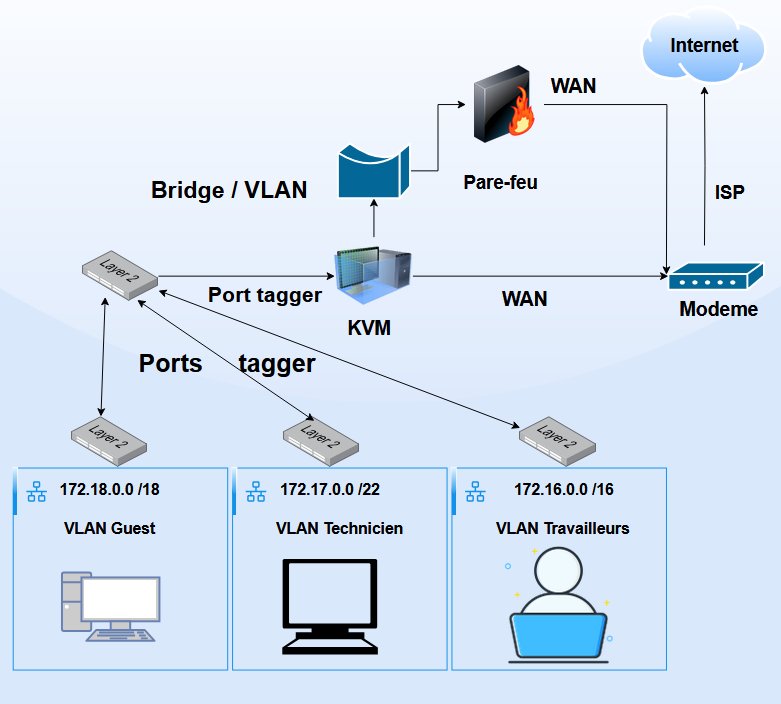 Internet
WAN
Pare-feu
Bridge / VLAN
ISP
Layer 2
Port tagger
KVM
WAN
Modeme
Ports tagger
Layer 2
Layer 2
Layer 2
172.18.0.0 /18
172.17.0.0 /22
172.16.0.0 /16
VLAN Guest
VLAN Technicien
VLAN Travailleurs